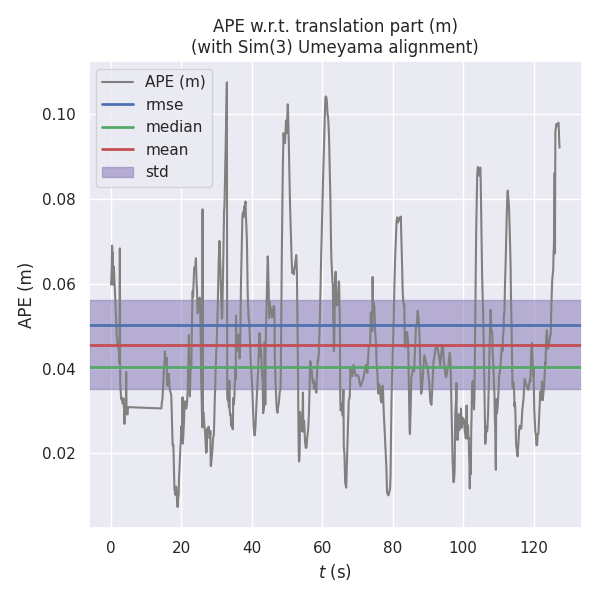 APE w.r.t. translation part (m)
(with Sim(3) Umeyama alignment)
APE (m)
rmse
median
mean
std
APE (m)
0.10
0.08
0.06
0.04
0.02
0 20 40 60 80 100 120
t (s)